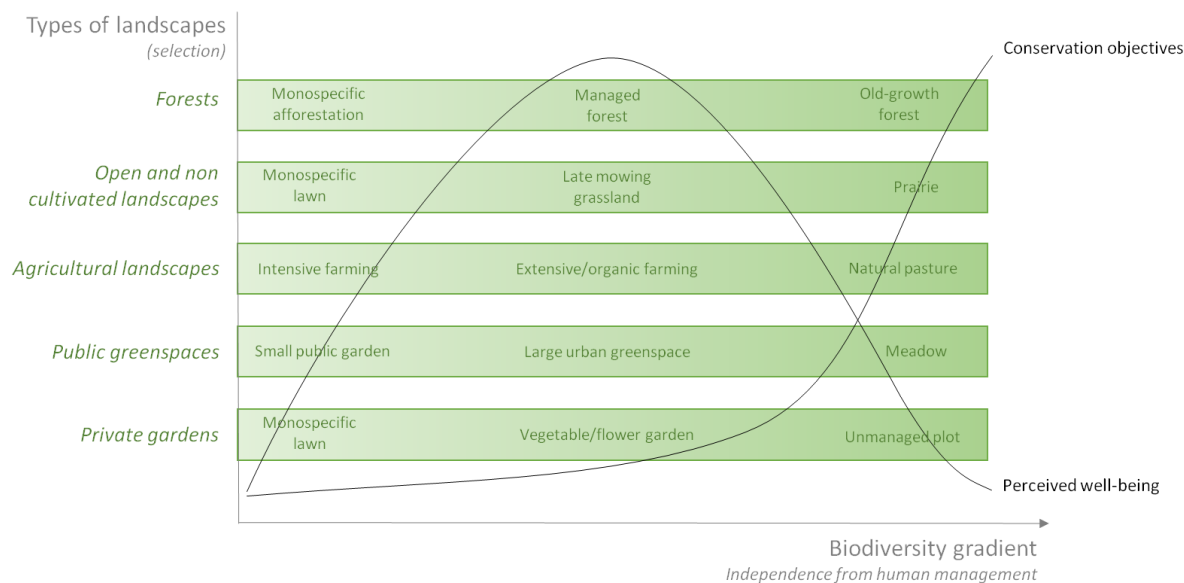 Types of landscapes
(selection)
Conservation objectives
Forests
Monospecific
afforestation
Managed
forest
Old-growth
forest
Open and non
cultivated landscapes
Monospecific
lawn
Late mowing
grassland
Prairie
Agricultural landscapes
Intensive farming
Extensive/organic farming
Natural pasture
Public greenspaces
Small public garden
Large urban greenspace
Meadow
Private gardens
Monospecific
lawn
Vegetable/flower garden
Unmanaged plot
Perceived well-being
Biodiversity gradient
Independence from human management